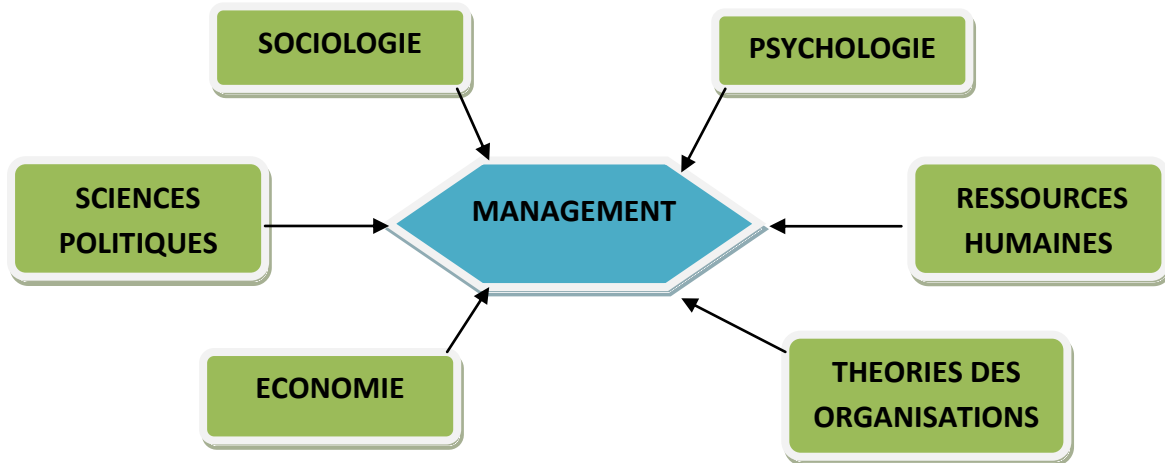 SOCIOLOGIE
PSYCHOLOGIE
SCIENCES
POLITIQUES
MANAGEMENT
RESSOURCES
HUMAINES
ECONOMIE
THEORIES DES
ORGANISATIONS